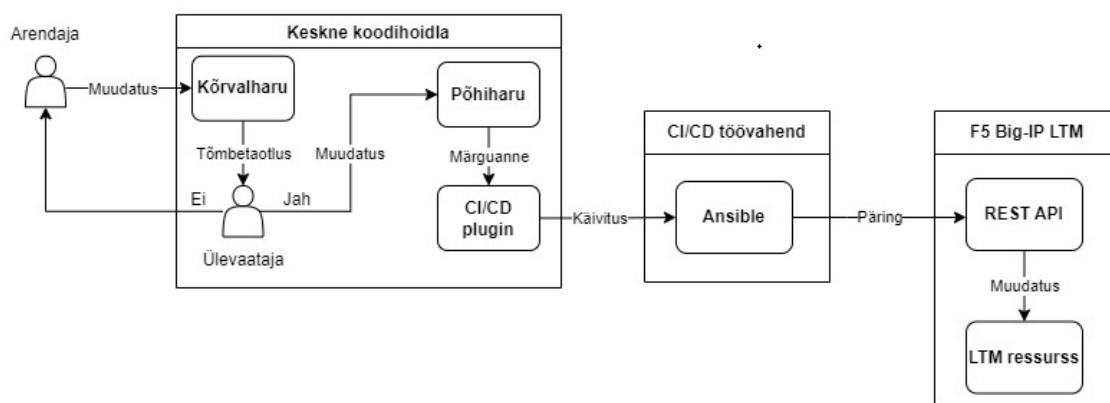 Arendaja
Muudatus
Keskne koodihoidla
Kõrvalharu
Tõmbetaotlus
Ei
Jah
Ülevaataja
Muudatus
Põhiharu
Märguanne
CI/CD
plugin
Käivitus
CI/CD töövahend
Ansible
Päring
F5 Big-IP LTM
REST API
Muudatus
LTM ressurss